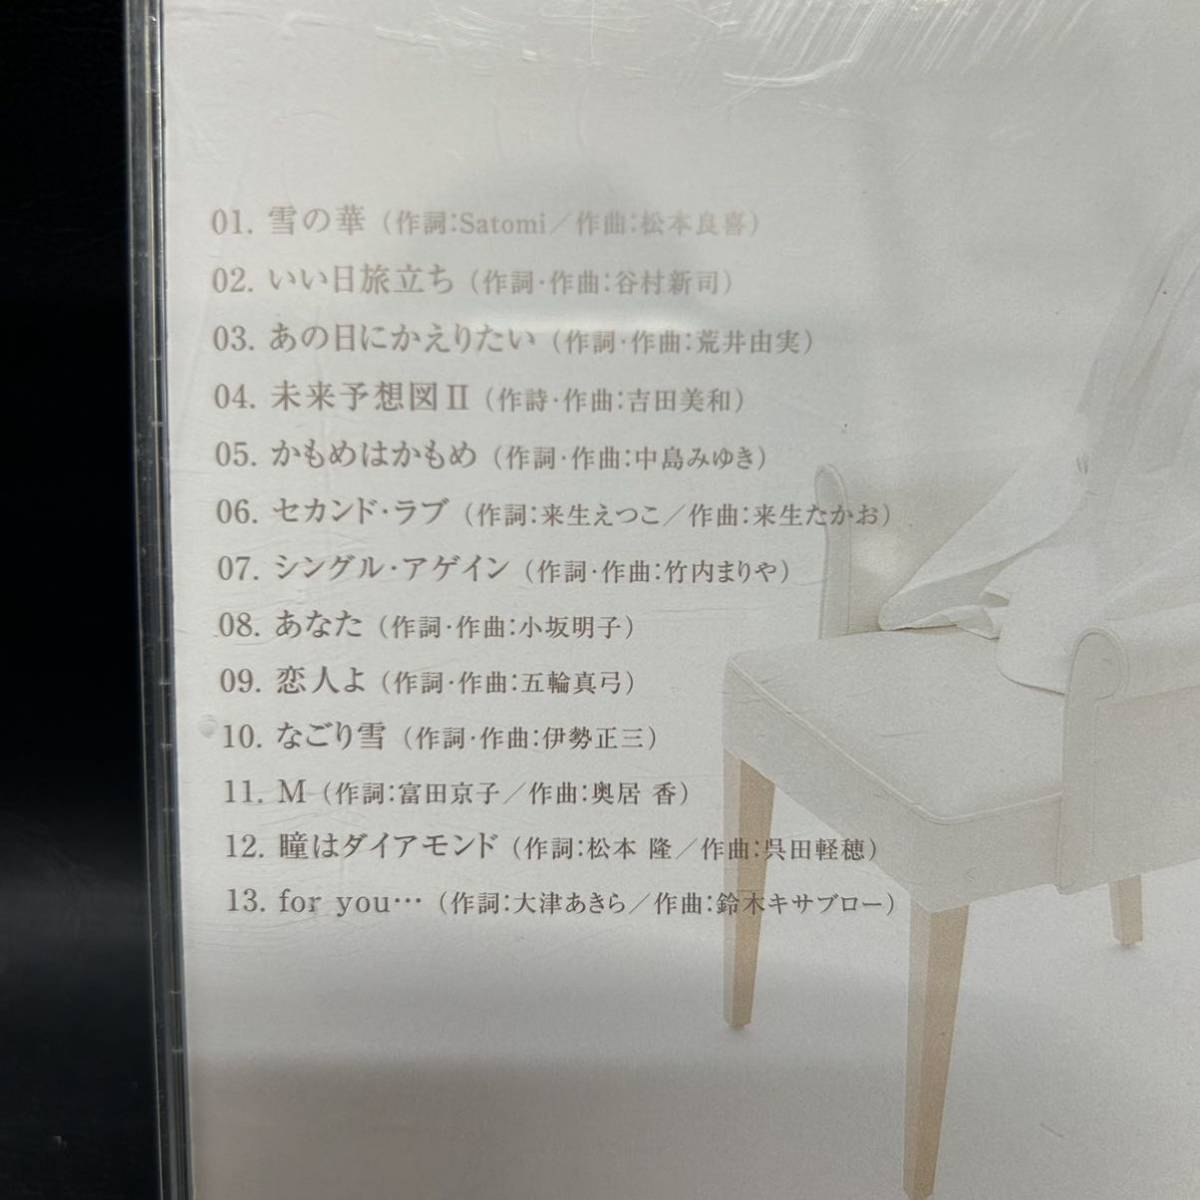 01. 雪の華（作詞：Satomi／作曲：松本良喜）
02. いい日旅立ち（作詞・作曲：谷村新司）
03. あの日にかえりたい（作詞・作曲：荒井由実）
04. 未来予想図Ⅱ（作詩・作曲：吉田美和）
05. かもめはかもめ（作詞・作曲：中島みゆき）
06. セカンド・ラブ（作詞：来生えつこ／作曲：来生たかお）
07. シングル・アゲイン（作詞・作曲：竹内まりや）
08. あなた（作詞・作曲：小坂明子）
09. 恋人よ（作詞・作曲：五輪真弓）
10. なごり雪（作詞・作曲：伊勢正三）
11. M（作詞：富田京子／作曲：奥居 香）
12. 瞳はダイアモンド（作詞：松本 隆／作曲：呉田軽穂）
13. for you…（作詞：大津あきら／作曲：鈴木キサブロー）